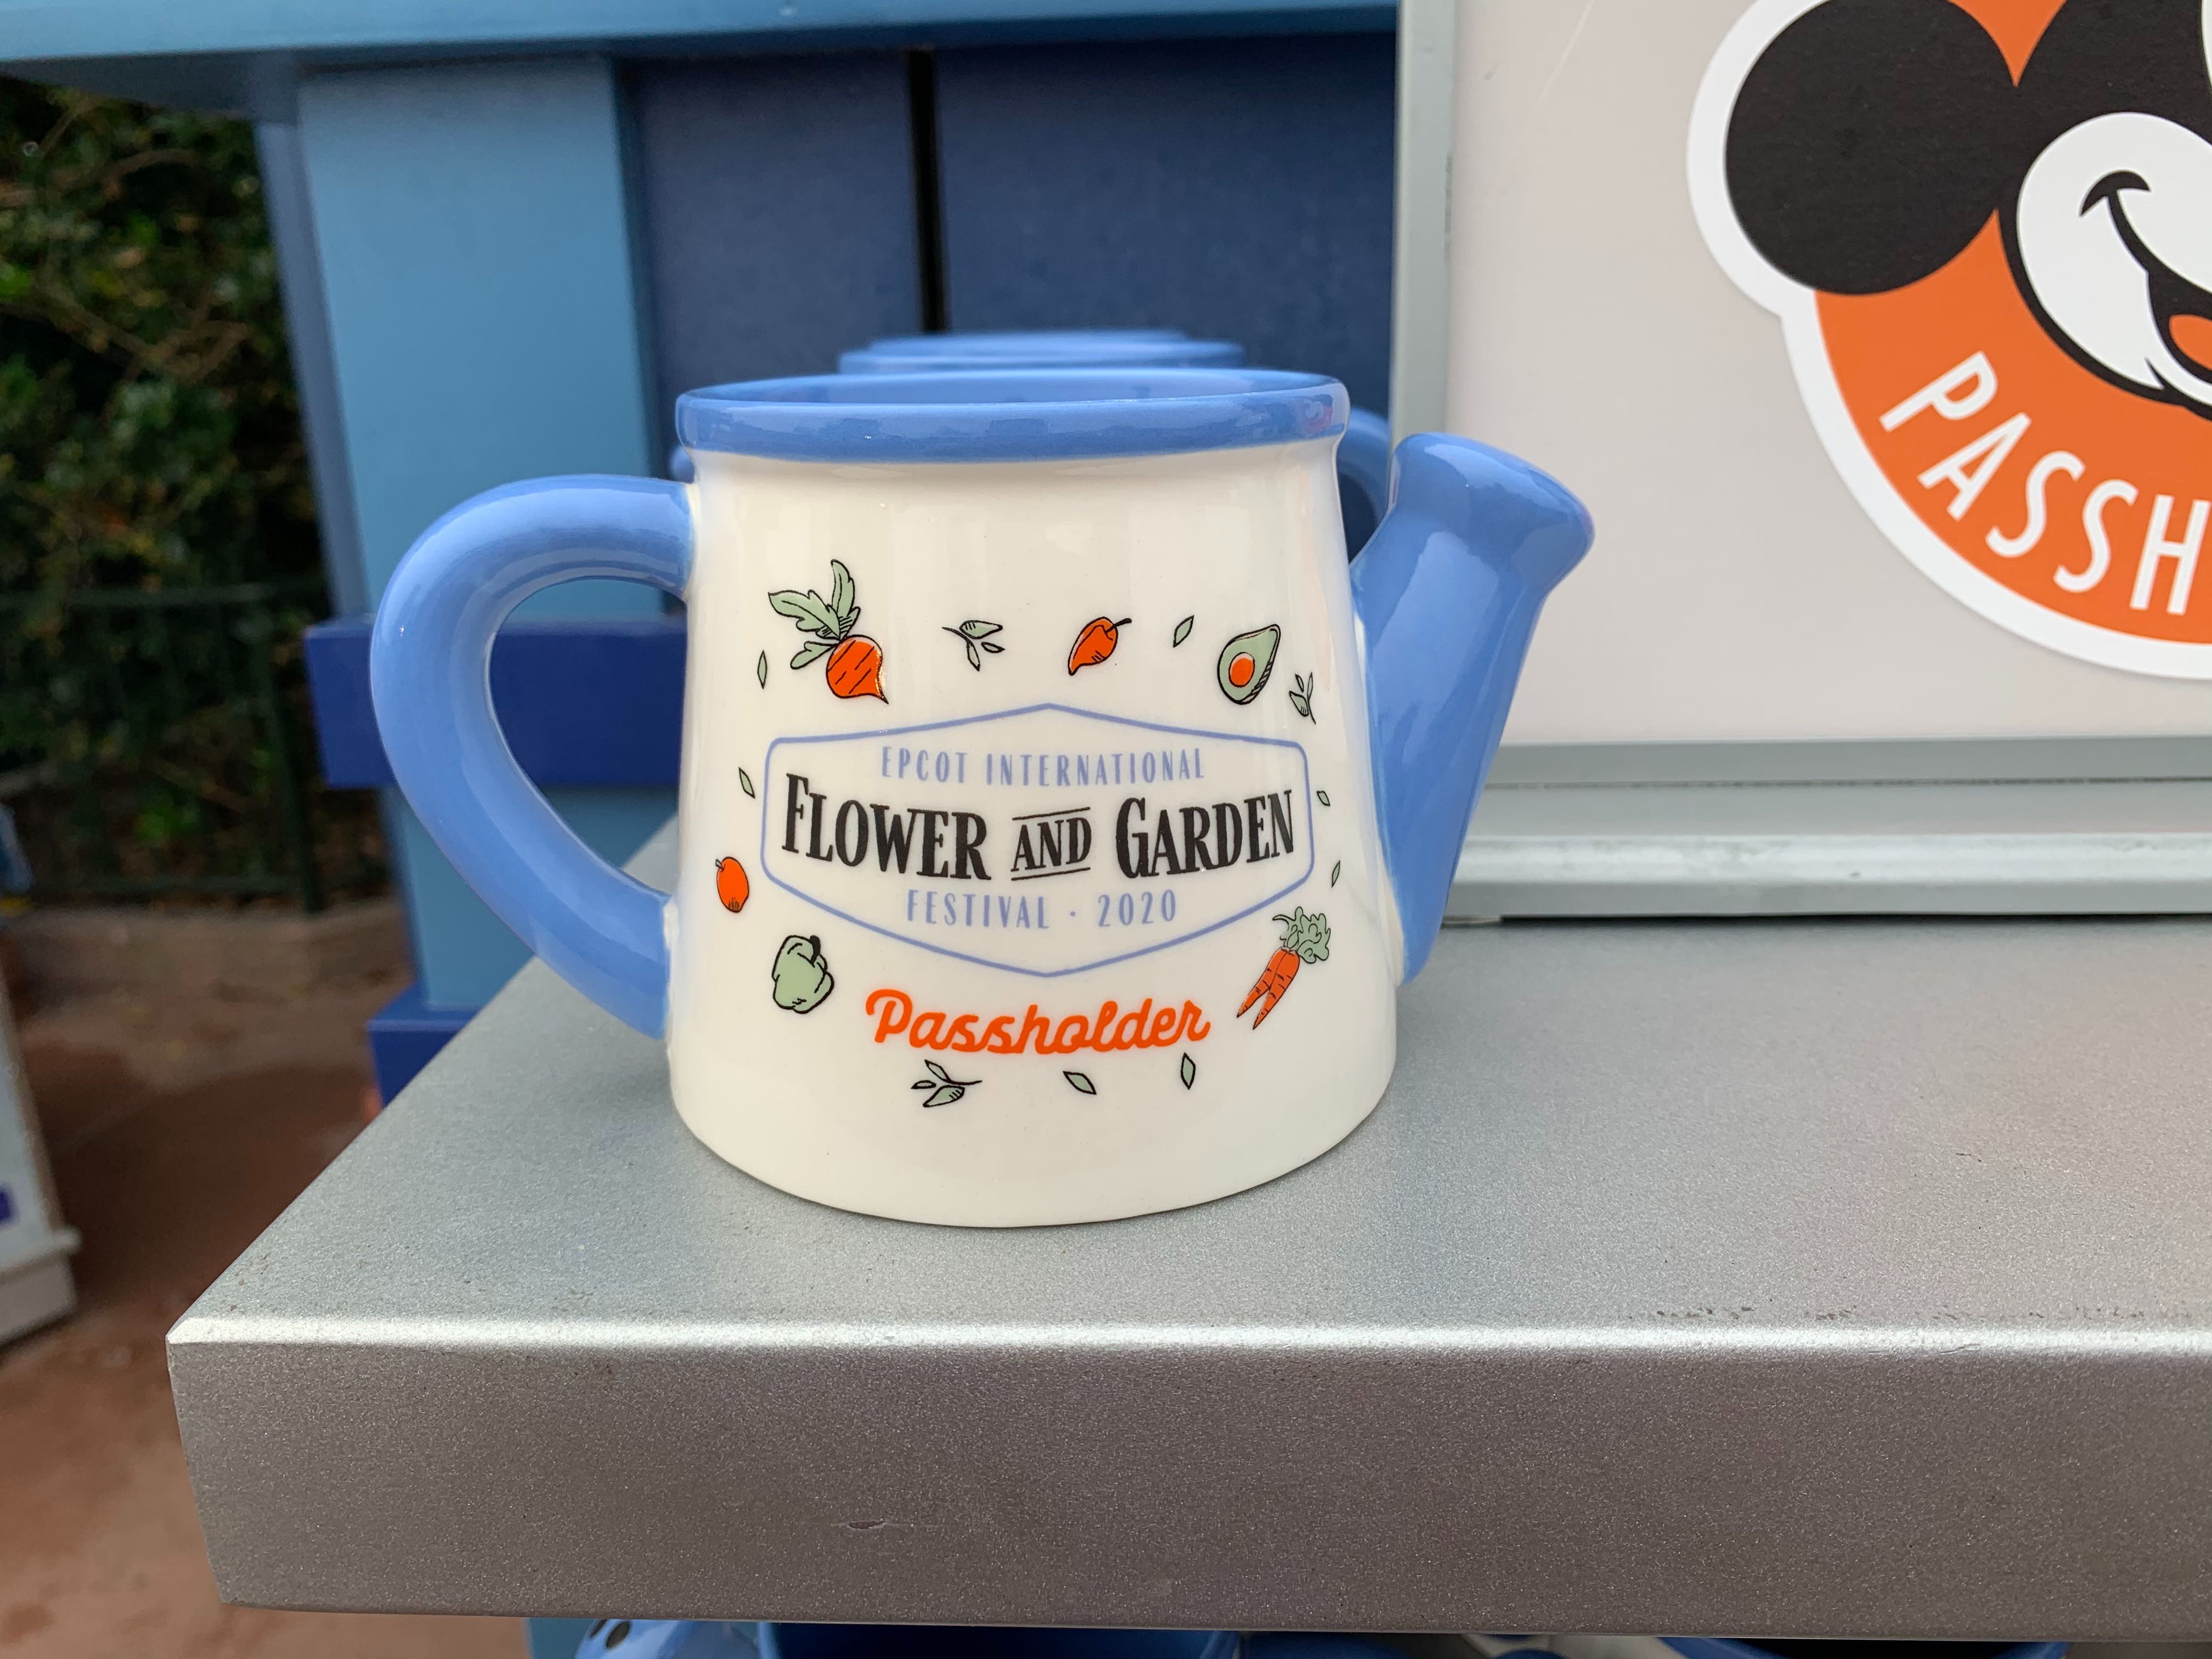 EPCOT INTERNATIONAL
FLOWER AND GARDEN
FESTIVAL · 2020
Passholder
PASSH